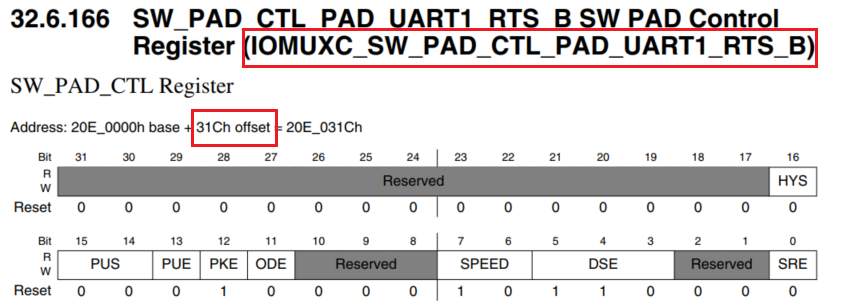 32.6.166 SW_PAD_CTL_PAD_UART1_RTS_B SW PAD Control
Register (IOMUXC_SW_PAD_CTL_PAD_UART1_RTS_B)
SW_PAD_CTL Register
Address: 20E_0000h base + 31Ch offset = 20E_031Ch
Bit 31 30 29 28 27 26 25 24 23 22 21 20 19 18 17 16
R
Reserved HYS
W
Reset 0 0 0 0 0 0 0 0 0 0 0 0 0 0 0 0
Bit 15 14 13 12 11 10 9 8 7 6 5 4 3 2 1 0
R
PUS PUE PKE ODE Reserved SPEED DSE Reserved SRE
W
Reset 0 0 0 1 0 0 0 0 1 0 1 1 0 0 0 0